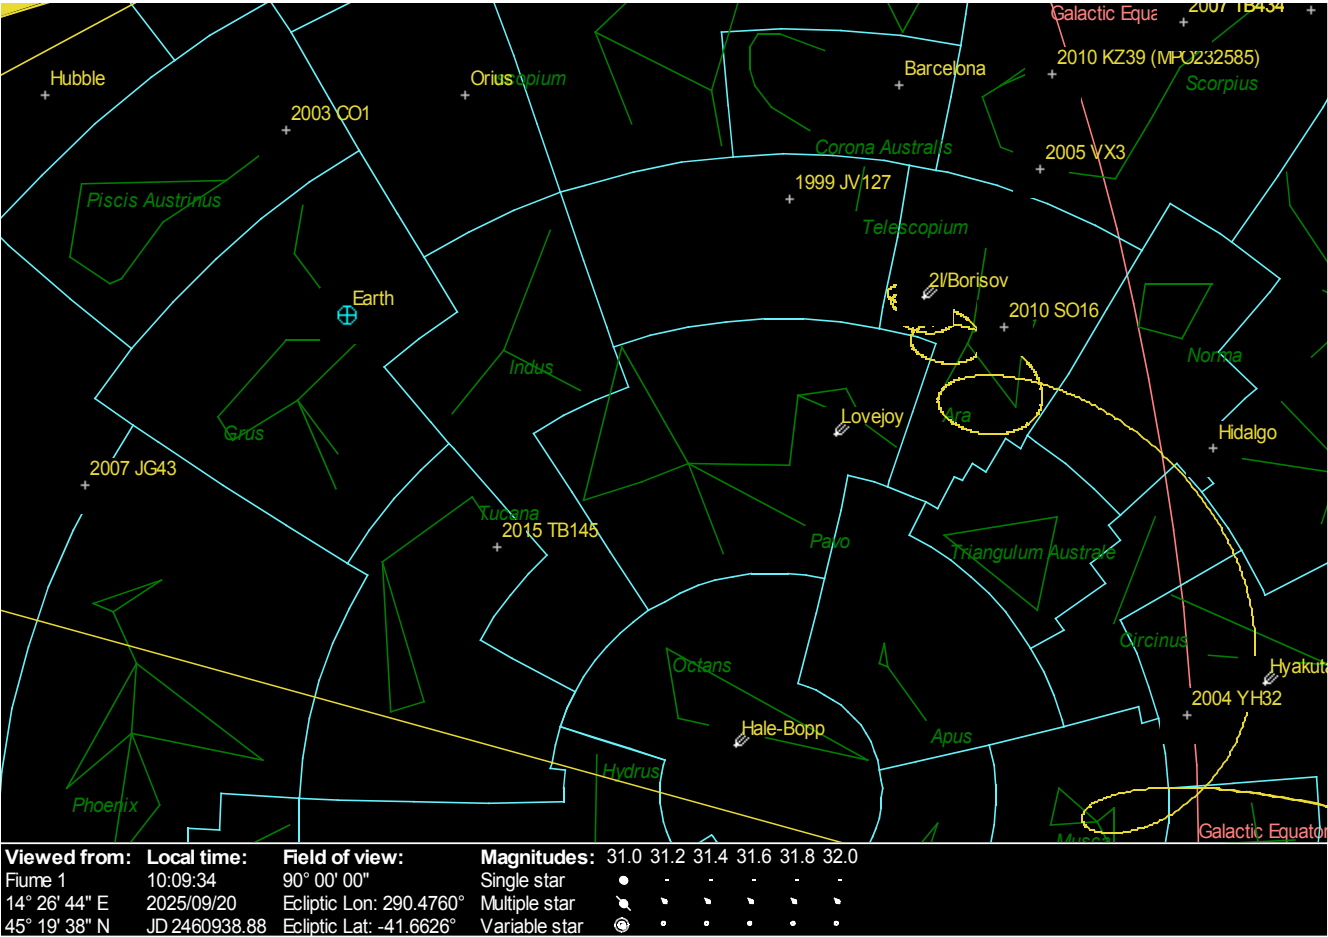 Galactic Equa
2007 TB434
Hubble
Orius
scopium
Barcelona
2010 KZ39 (MPO232585)
Scorpius
2003 CO1
Corona Australis
2005 VX3
1999 JV127
Piscis Austrinus
Telescopium
2I/Borisov
Earth
2010 SO16
Norma
Indus
Lovejoy
Ara
Grus
Hidalgo
2007 JG43
Tucana
2015 TB145
Pavo
Triangulum Australe
Circinus
Octans
Hyakuta
2004 YH32
Hale-Bopp
Apus
Hydrus
Phoenix
Galactic Equator
Musca
Viewed from: Local time: Field of view: Magnitudes: 31.0 31.2 31.4 31.6 31.8 32.0
Fiume 1 10:09:34 90° 00' 00" Single star
14° 26' 44" E 2025/09/20 Ecliptic Lon: 290.4760° Multiple star
45° 19' 38" N JD 2460938.88 Ecliptic Lat: -41.6626° Variable star